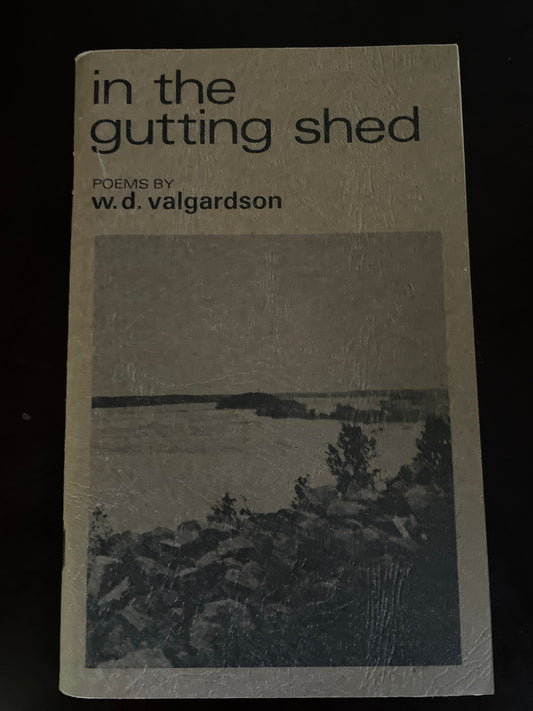 in the
gutting shed
POEMS BY
w. d. valgardson